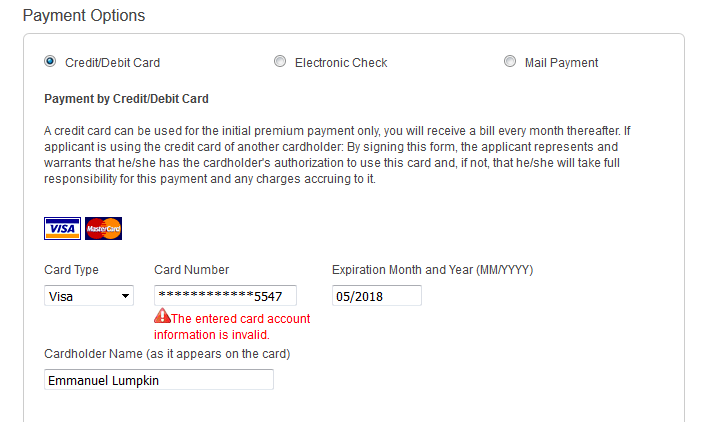 Payment Options
Credit/Debit Card Electronic Check Mail Payment
Payment by Credit/Debit Card
A credit card can be used for the initial premium payment only, you will receive a bill every month thereafter. If
applicant is using the credit card of another cardholder: By signing this form, the applicant represents and
warrants that he/she has the cardholder's authorization to use this card and, if not, that he/she will take full
responsibility for this payment and any charges accruing to it.
VISA MasterCard
Card Type Card Number Expiration Month and Year (MM/YYYY)
Visa ************5547 05/2018
The entered card account
information is invalid.
Cardholder Name (as it appears on the card)
Emmanuel Lumpkin